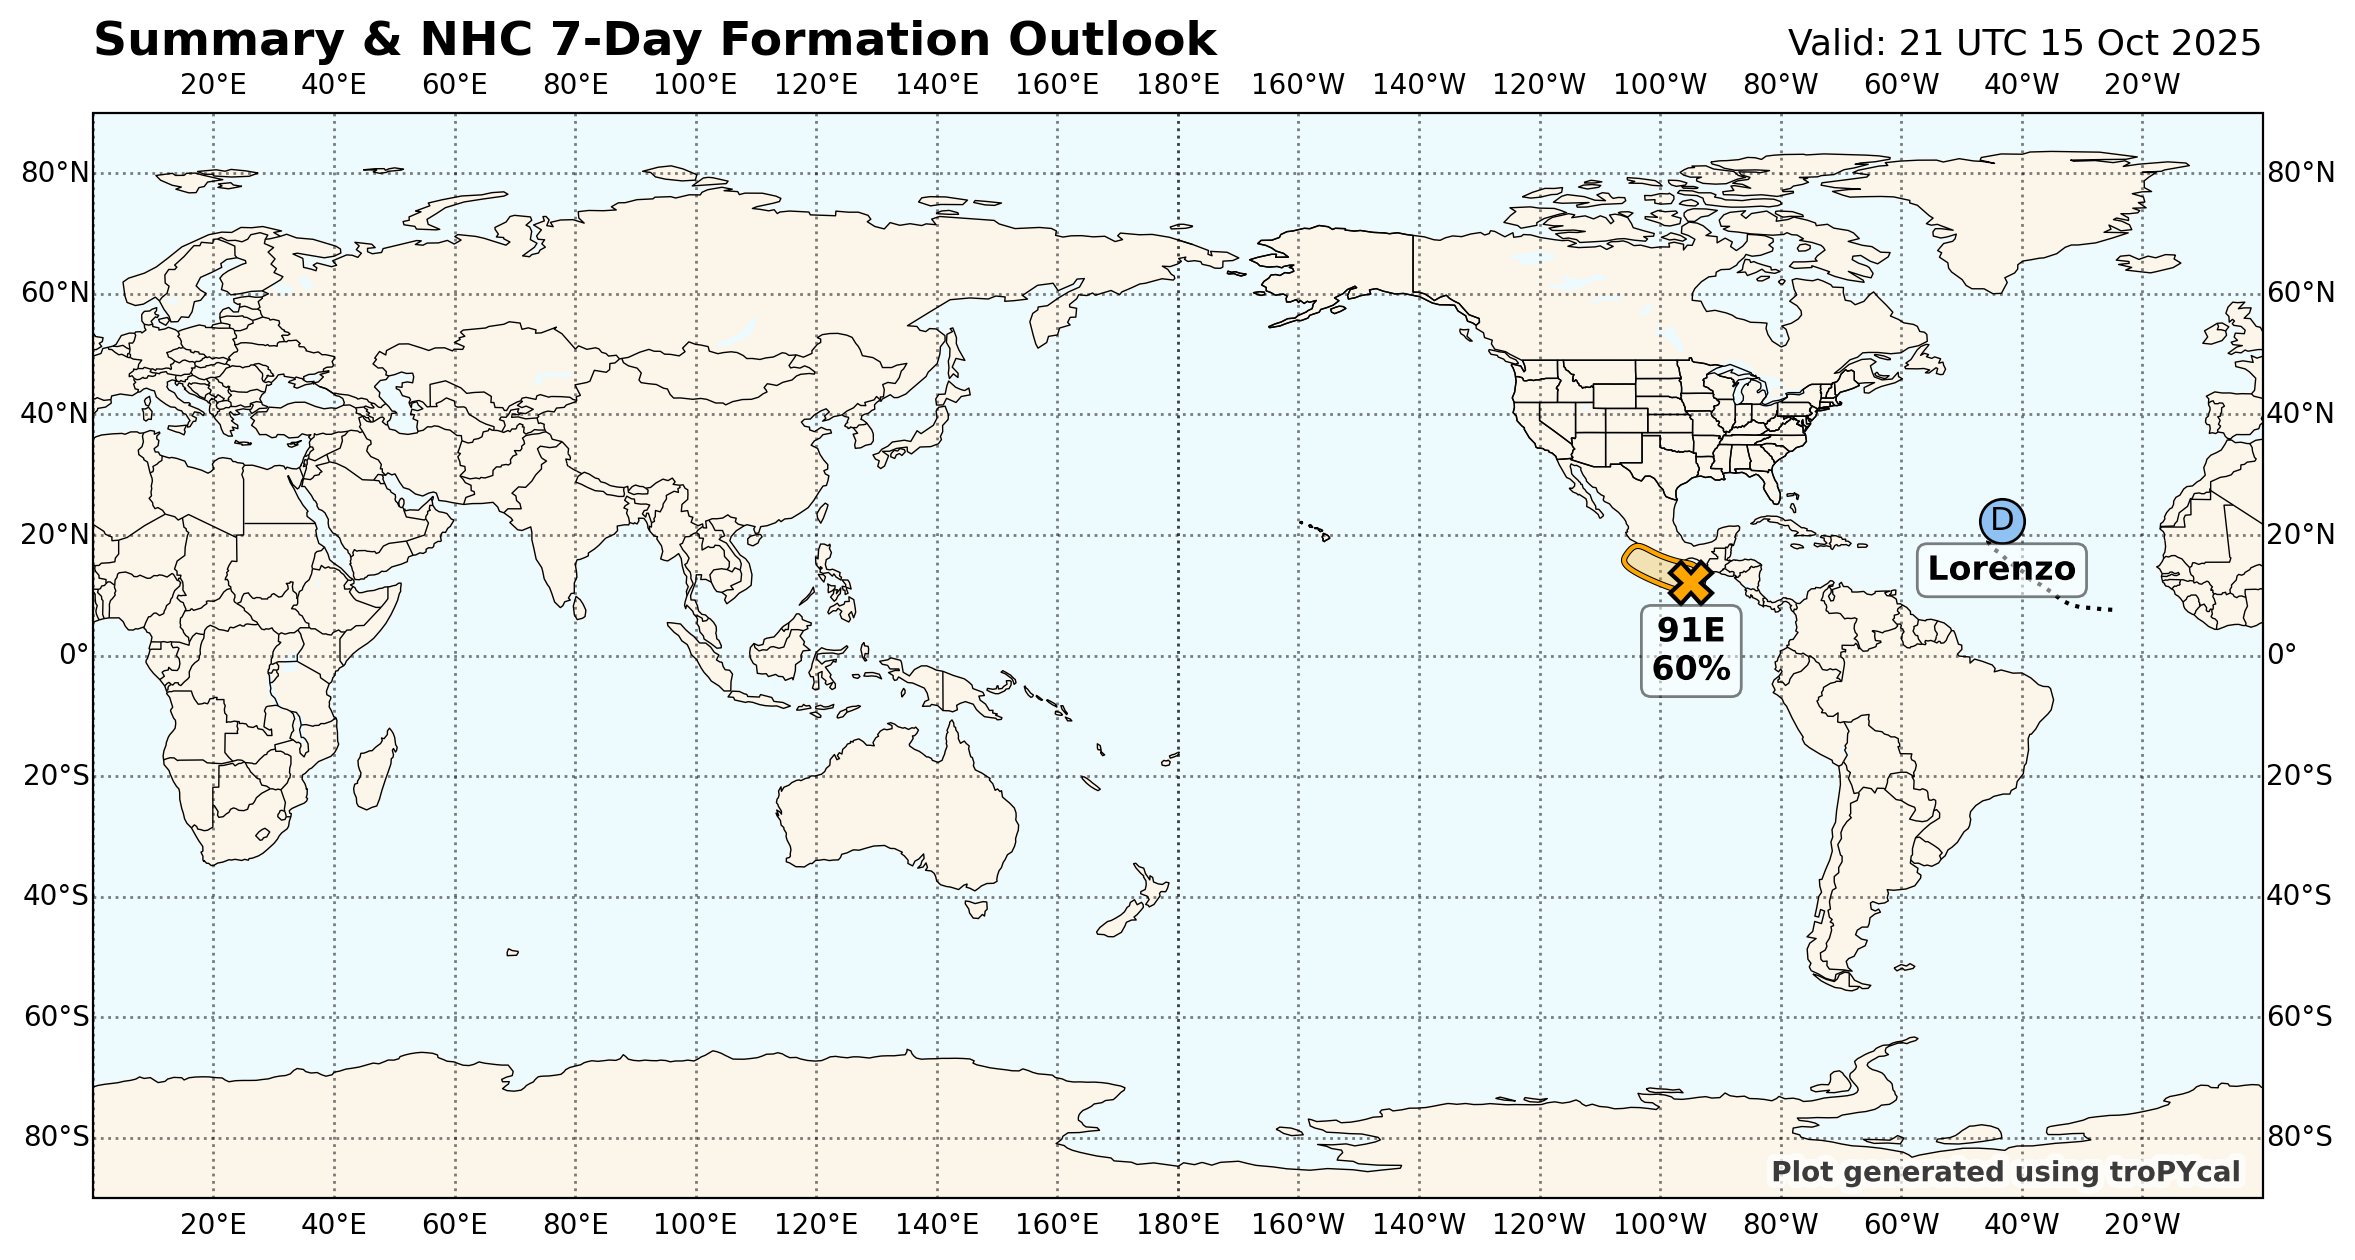 Summary & NHC 7-Day Formation Outlook
Valid: 21 UTC 15 Oct 2025
20°E 40°E 60°E 80°E 100°E 120°E 140°E 160°E 180°E 160°W 140°W 120°W 100°W 80°W 60°W 40°W 20°W
80°N 80°N
60°N 60°N
40°N 40°N
D
20°N 20°N
Lorenzo
91E
0° 0°
60%
20°S 20°S
40°S 40°S
60°S 60°S
80°S 80°S
Plot generated using troPYcal
20°E 40°E 60°E 80°E 100°E 120°E 140°E 160°E 180°E 160°W 140°W 120°W 100°W 80°W 60°W 40°W 20°W